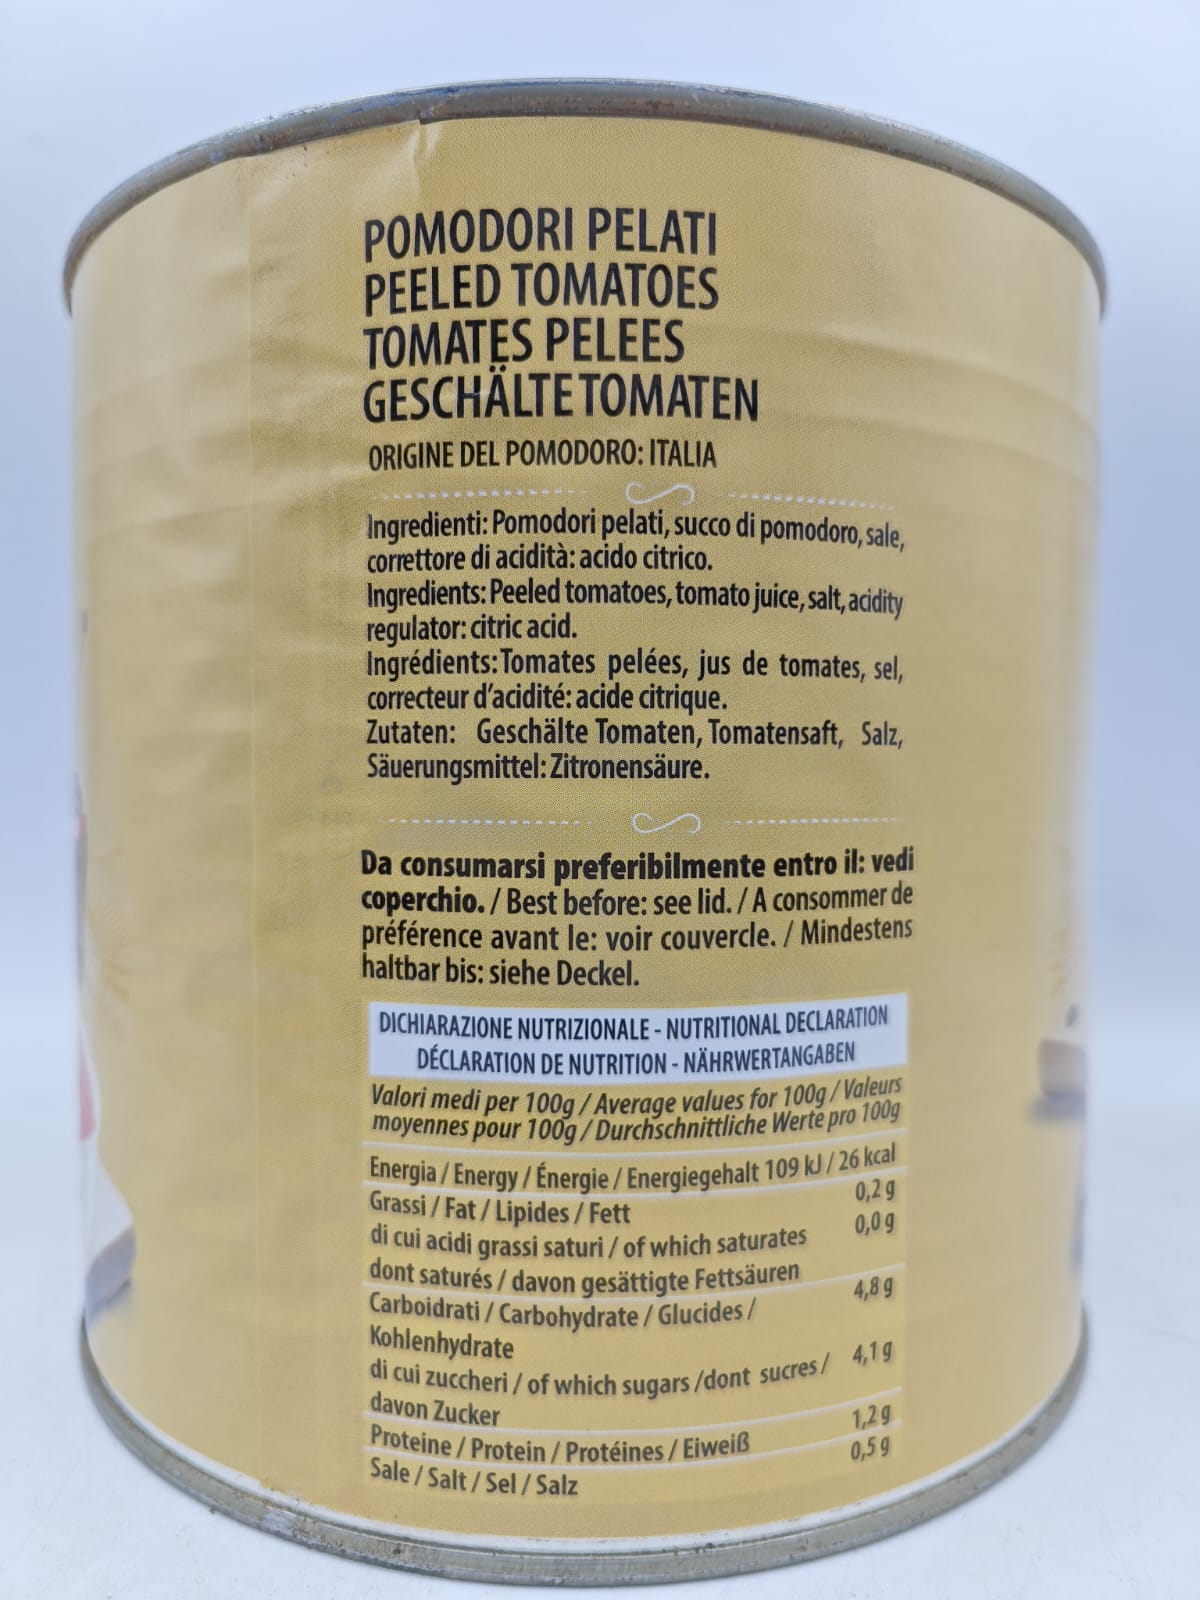 POMODORI PELATI
PEELED TOMATOES
TOMATES PELEES
GESCHÄLTE TOMATEN
ORIGINE DEL POMODORO: ITALIA
Ingredienti: Pomodori pelati, succo di pomodoro, sale,
correttore di acidità: acido citrico.
Ingredients: Peeled tomatoes, tomato juice, salt, acidity
regulator: citric acid.
Ingrédients: Tomates pelées, jus de tomates, sel,
correcteur d'acidité: acide citrique.
Zutaten: Geschälte Tomaten, Tomatensaft, Salz,
Säuerungsmittel: Zitronensäure.
Da consumarsi preferibilmente entro il: vedi
coperchio. / Best before: see lid. / A consommer de
préférence avant le: voir couvercle. / Mindestens
haltbar bis: siehe Deckel.
DICHIARAZIONE NUTRIZIONALE - NUTRITIONAL DECLARATION
DÉCLARATION DE NUTRITION - NÄHRWERTANGABEN
Valori medi per 100g / Average values for 100g / Valeurs
moyennes pour 100g / Durchschnittliche Werte pro 100g
Energia / Energy / Énergie / Energiegehalt 109 kJ / 26 kcal
Grassi / Fat / Lipides / Fett 0,2 g
di cui acidi grassi saturi / of which saturates 0,0 g
dont saturés / davon gesättigte Fettsäuren
Carboidrati / Carbohydrate / Glucides / 4,8 g
Kohlenhydrate
di cui zuccheri / of which sugars /dont sucres / 4,1 g
davon Zucker
Proteine / Protein / Protéines / Eiweiß 1,2 g
Sale / Salt / Sel / Salz 0,5 g